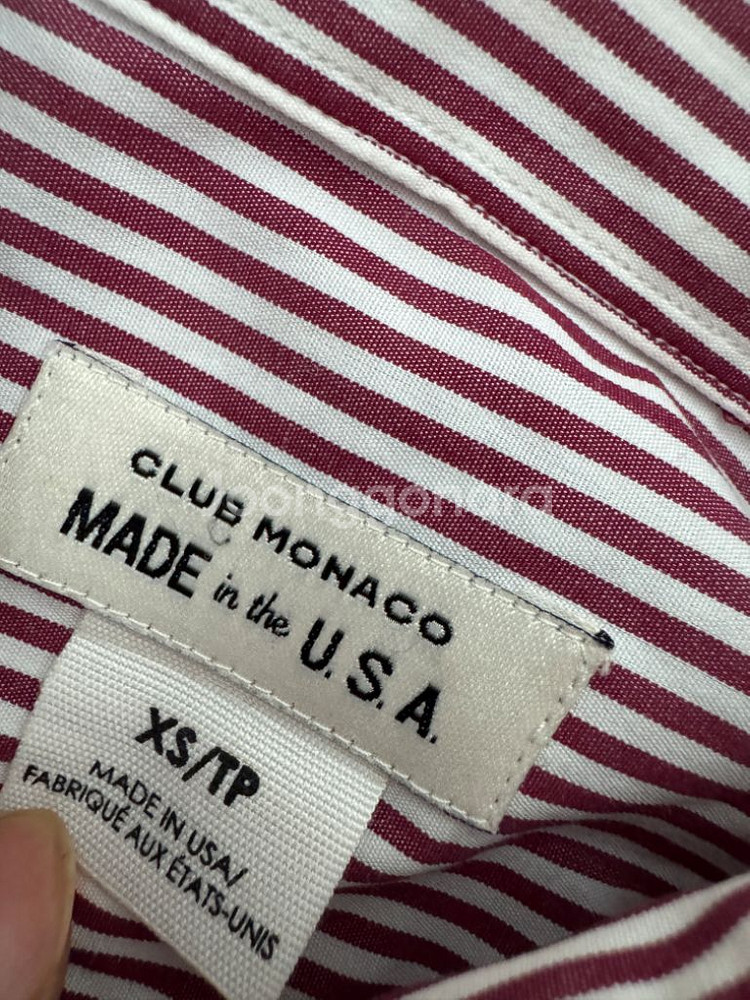 CLUB MONACO
MADE in the U.S.A.
XS/TP
MADE IN USA/
FABRIQUÉ AUX ÉTATS-UNIS